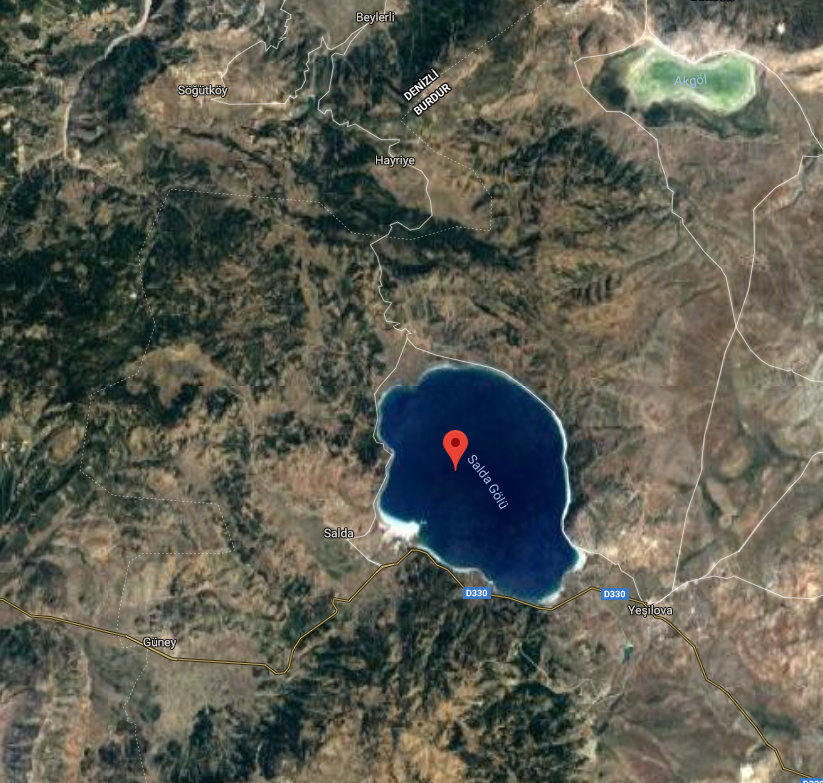 Beylerli
DENİZLİ
BURDUR
Söğütköy
Akgöl
Hayriye
Salda Gölü
Salda
D330
D330
Yeşilova
Güney